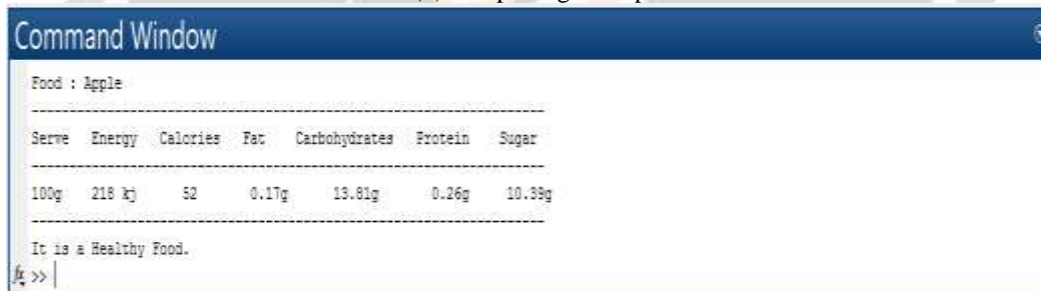 Command Window
Food : Apple
--------------------------------------------------------------------
Serve Energy Calories Fat Carbohydrates Protein Sugar
--------------------------------------------------------------------
100g 218 kj 52 0.17g 13.81g 0.26g 10.39g
--------------------------------------------------------------------
It is a Healthy Food.
fx >>